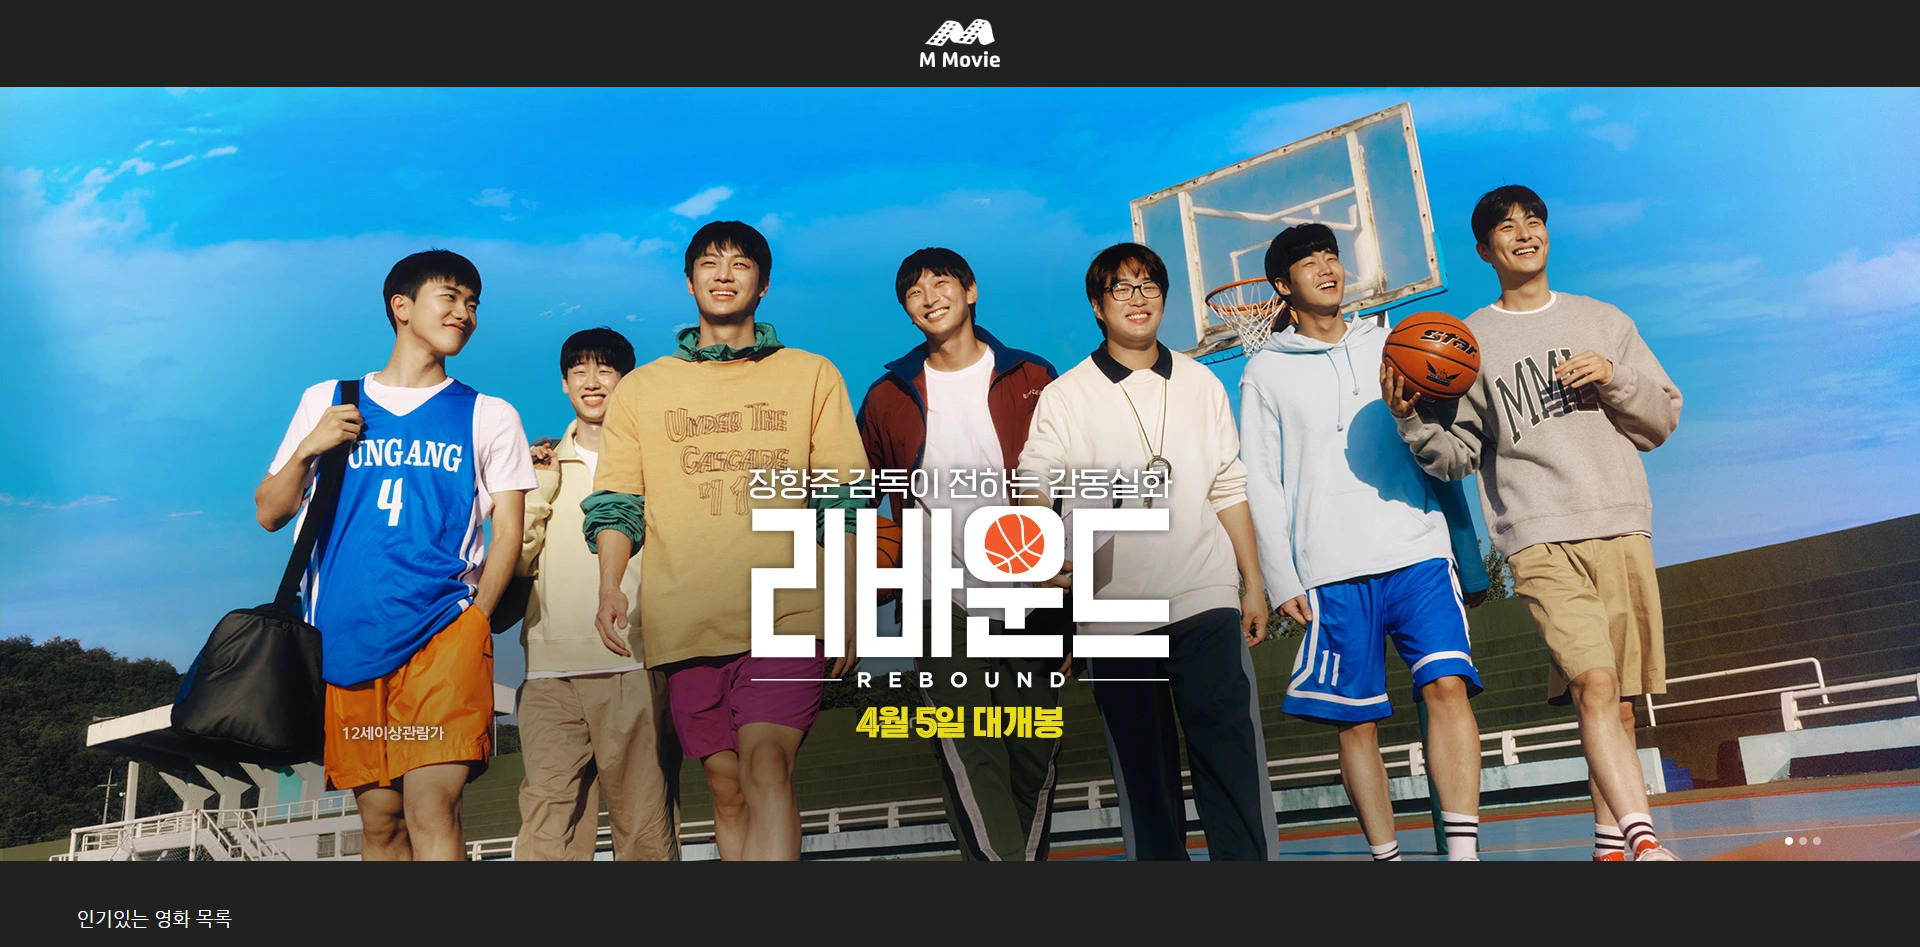 M Movie
UNGANG
4
UNDER THE
CASCADE
Star
MML
장항준 감독이 전하는 감동실화
리바운드
REBOUND
11
4월 5일 대개봉
12세이상관람가
인기있는 영화 목록